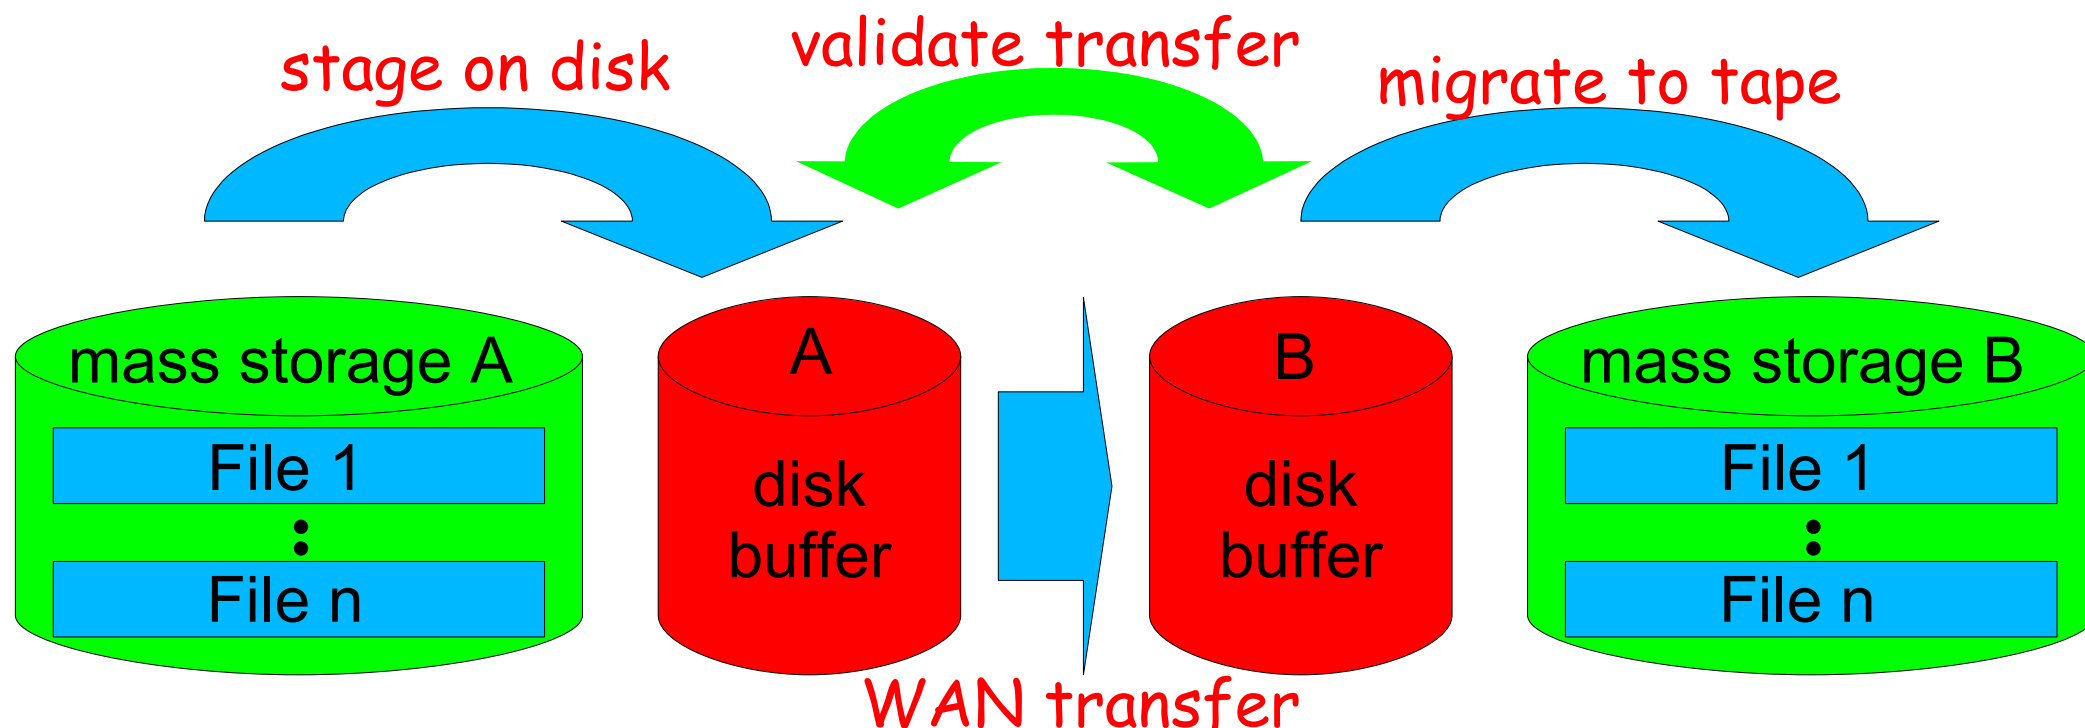 stage on disk
validate transfer
migrate to tape
mass storage A
File 1
File n
A
disk
buffer
B
disk
buffer
mass storage B
File 1
File n
WAN transfer